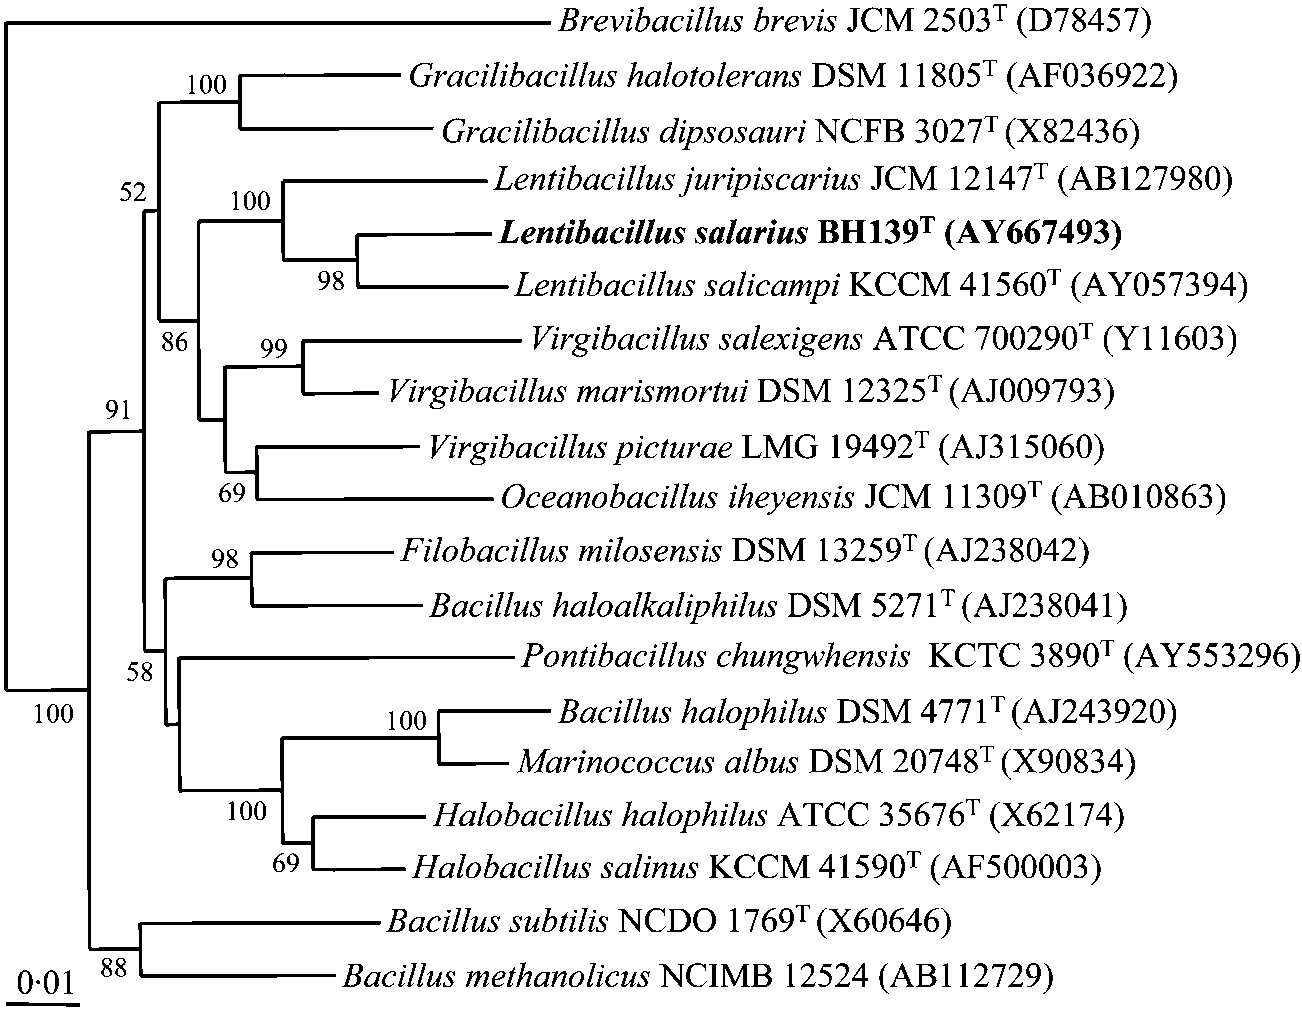 Brevibacillus brevis JCM 2503T (D78457)
100 Gracilibacillus halotolerans DSM 11805T (AF036922)
Gracilibacillus dipsosauri NCFB 3027T (X82436)
52
Lentibacillus juripiscarius JCM 12147T (AB127980)
100
Lentibacillus salarius BH139T (AY667493)
98
Lentibacillus salicampi KCCM 41560T (AY057394)
86
99
Virgibacillus salexigens ATCC 700290T (Y11603)
Virgibacillus marismortui DSM 12325T (AJ009793)
91
Virgibacillus picturae LMG 19492T (AJ315060)
69
Oceanobacillus iheyensis JCM 11309T (AB010863)
98
Filobacillus milosensis DSM 13259T (AJ238042)
Bacillus haloalkaliphilus DSM 5271T (AJ238041)
58
Pontibacillus chungwhensis KCTC 3890T (AY553296)
100
100
Bacillus halophilus DSM 4771T (AJ243920)
Marinococcus albus DSM 20748T (X90834)
100
Halobacillus halophilus ATCC 35676T (X62174)
69
Halobacillus salinus KCCM 41590T (AF500003)
Bacillus subtilis NCDO 1769T (X60646)
88
Bacillus methanolicus NCIMB 12524 (AB112729)
0·01